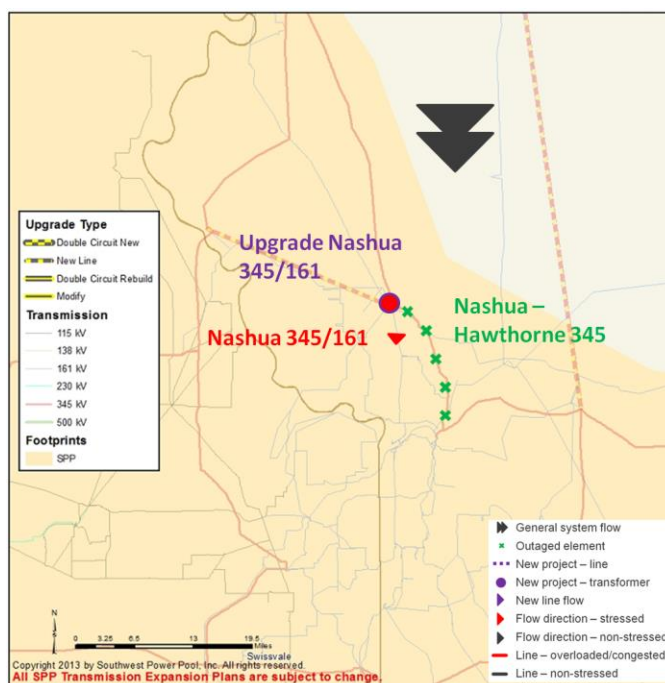 Upgrade Type
Double Circuit New
New Line
Double Circuit Rebuild
Modify
Transmission
115 kV
138 kV
161 kV
230 kV
345 kV
500 kV
Footprints
SPP
Upgrade Nashua
345/161
Nashua 345/161
Nashua –
Hawthorne 345
General system flow
Outaged element
New project – line
New project – transformer
New line flow
Flow direction – stressed
Flow direction – non-stressed
Line – overloaded/congested
Line – non-stressed
N
0 3.25 6.5 13 19.5
Miles
Swissvale
Copyright 2013 by Southwest Power Pool, Inc. All rights reserved.
All SPP Transmission Expansion Plans are subject to change.